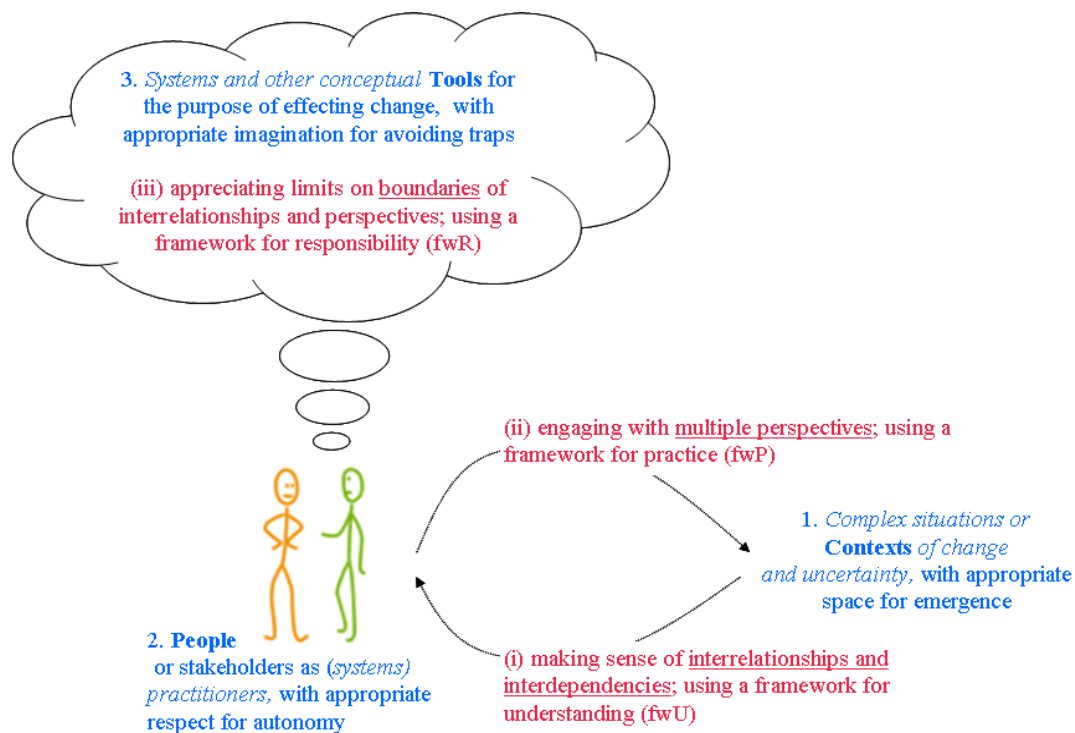 3. Systems and other conceptual Tools for
the purpose of effecting change, with
appropriate imagination for avoiding traps
(iii) appreciating limits on boundaries of
interrelationships and perspectives; using a
framework for responsibility (fwR)
(ii) engaging with multiple perspectives; using a
framework for practice (fwP)
1. Complex situations or
Contexts of change
and uncertainty, with appropriate
space for emergence
2. People
or stakeholders as (systems)
practitioners, with appropriate
respect for autonomy
(i) making sense of interrelationships and
interdependencies; using a framework for
understanding (fwU)